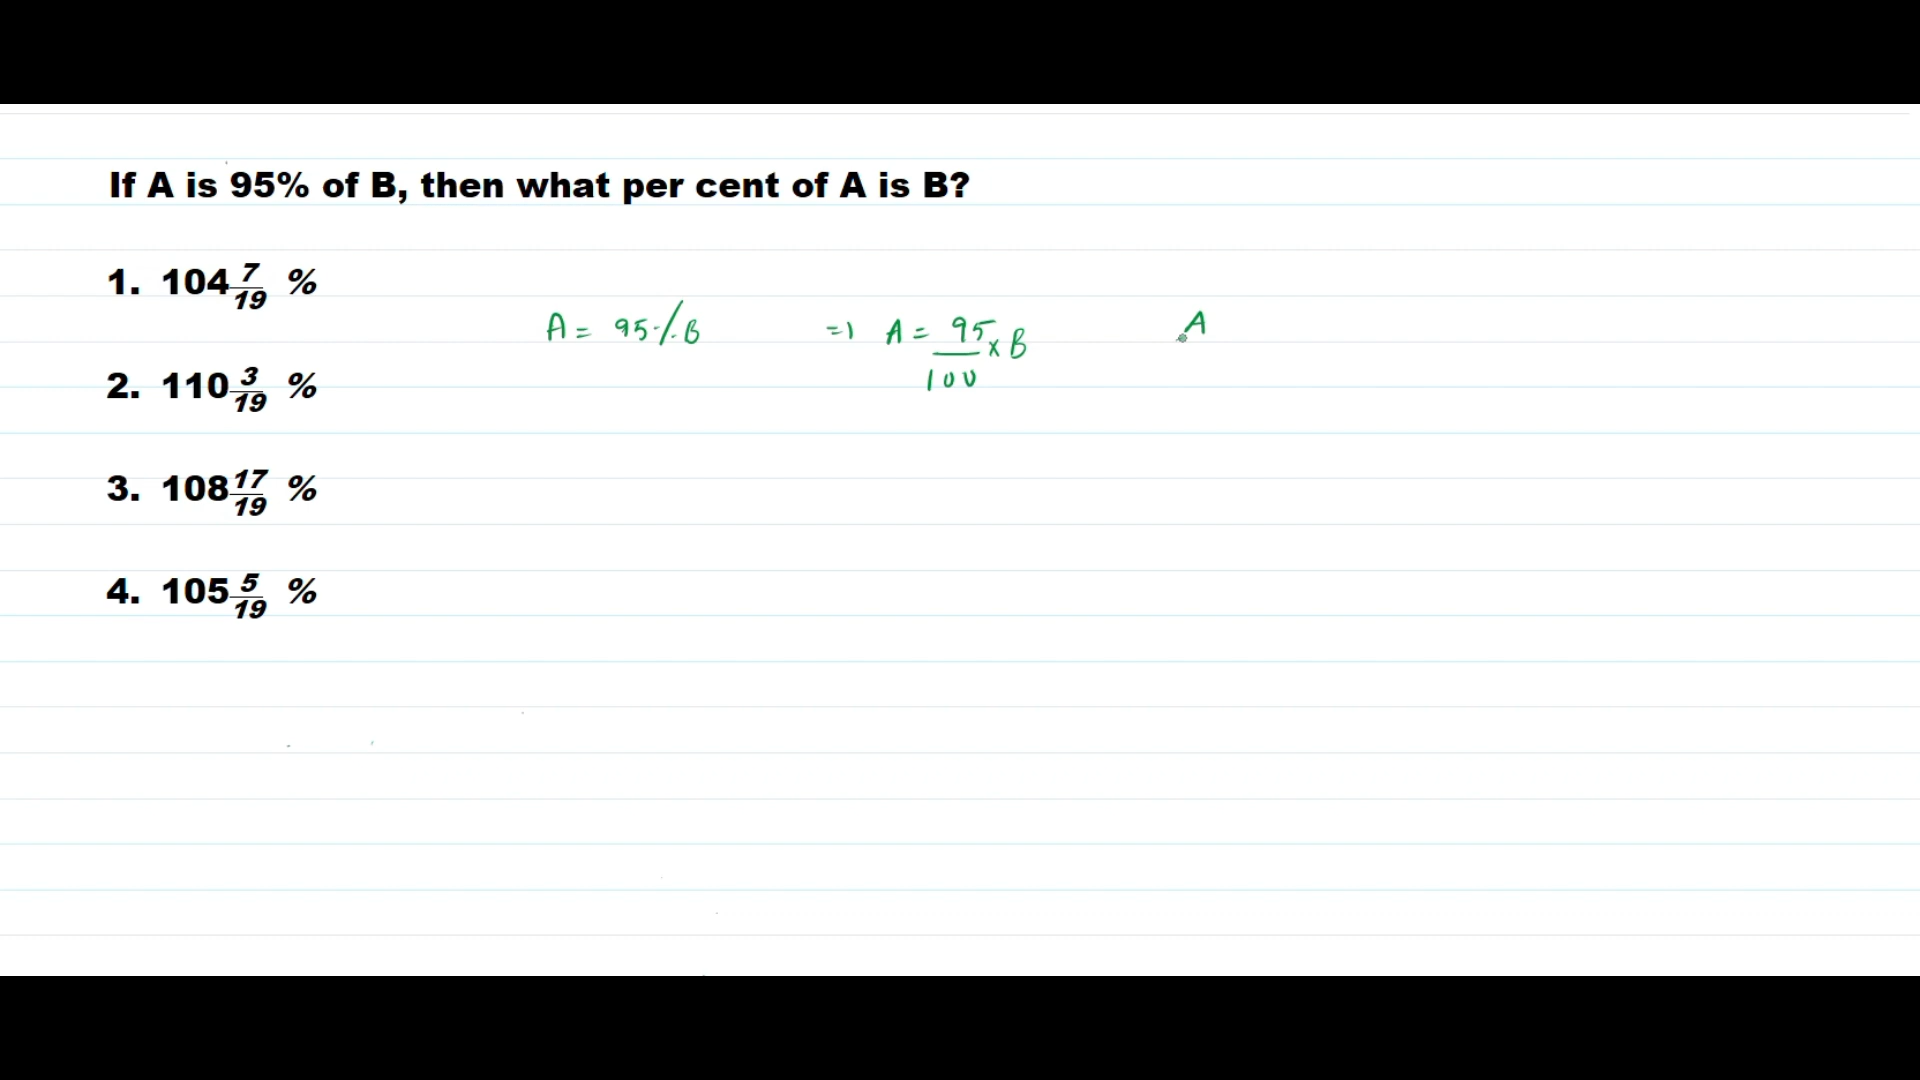 If A is 95% of B, then what per cent of A is B?
1. 104 7/19 %
A = 95% B => A = 95/100 × B A
2. 110 3/19 %
3. 108 17/19 %
4. 105 5/19 %